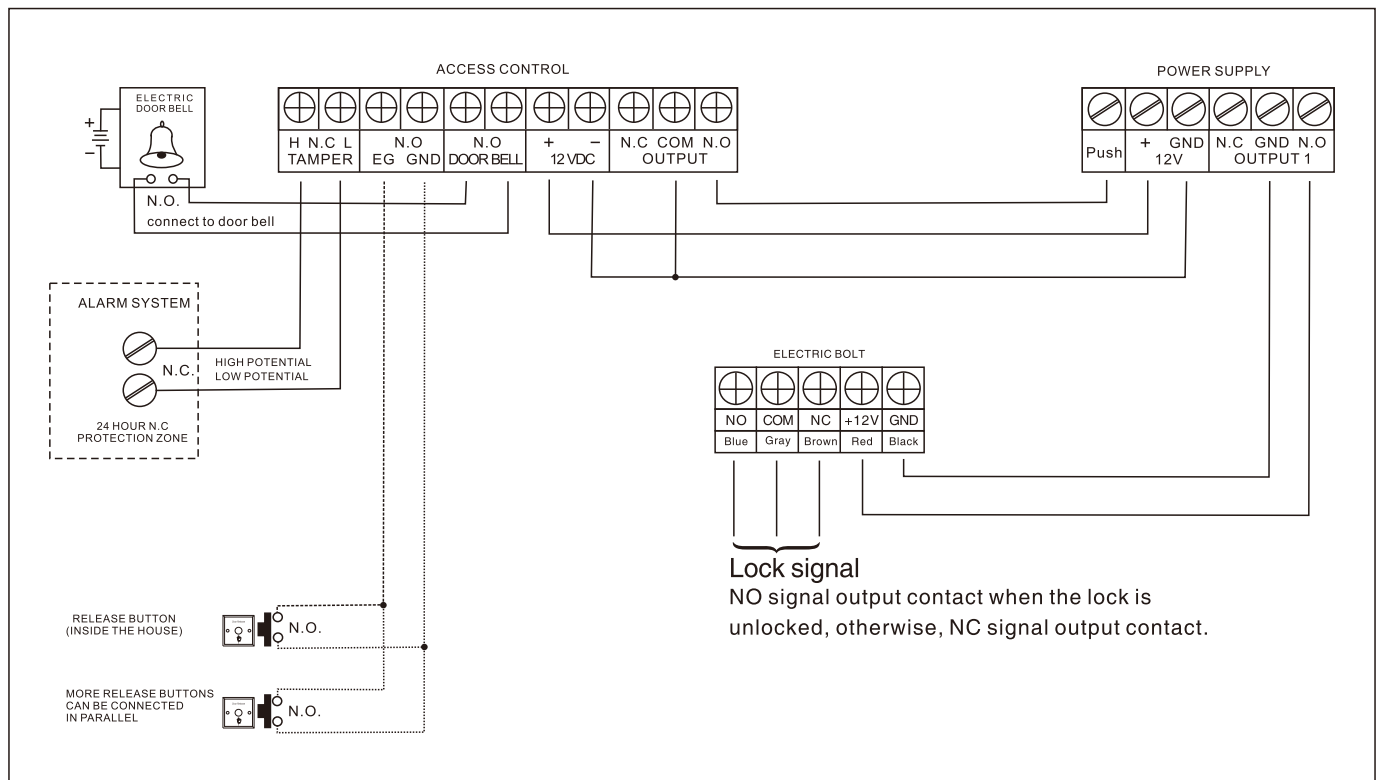 ACCESS CONTROL
POWER SUPPLY
ELECTRIC
DOOR BELL
+
−
N.O.
connect to door bell
H N.C L
TAMPER
N.O
EG GND
N.O
DOOR BELL
+ −
12 VDC
N.C COM N.O
OUTPUT
Push
+ GND
12V
N.C GND N.O
OUTPUT 1
ALARM SYSTEM
N.C.
HIGH POTENTIAL
LOW POTENTIAL
24 HOUR N.C
PROTECTION ZONE
ELECTRIC BOLT
NO COM NC +12V GND
Blue Gray Brown Red Black
Lock signal
NO signal output contact when the lock is
unlocked, otherwise, NC signal output contact.
RELEASE BUTTON
(INSIDE THE HOUSE)
N.O.
MORE RELEASE BUTTONS
CAN BE CONNECTED
IN PARALLEL
N.O.